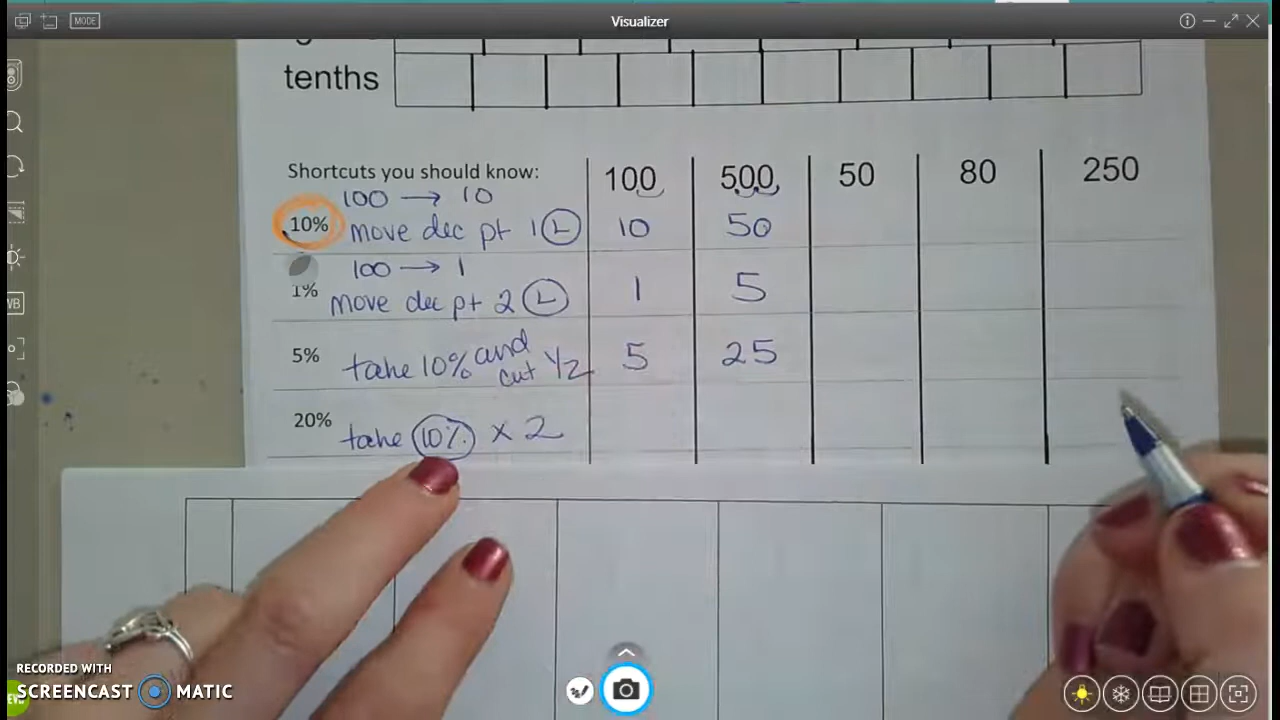 MODE
Visualizer
tenths
Shortcuts you should know: 100 500 50 80 250
100 → 10
10% move dec pt 1 L 10 50
100 → 1
1% move dec pt 2 L 1 5
5% take 10% and cut 1/2 5 25
20% take 10% x 2
WB
RECORDED WITH
SCREENCAST MATIC